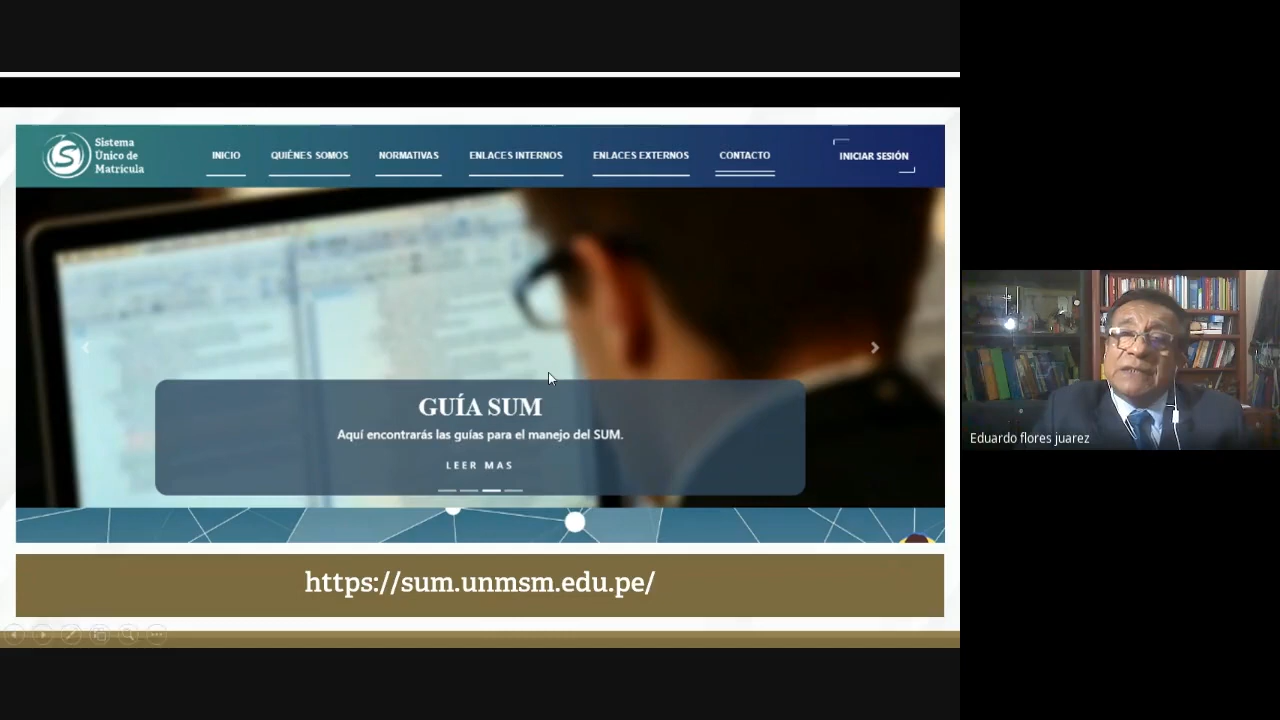 Sistema
Único de
Matrícula
INICIO
QUIÉNES SOMOS
NORMATIVAS
ENLACES INTERNOS
ENLACES EXTERNOS
CONTACTO
INICIAR SESIÓN
GUÍA SUM
Aquí encontrarás las guías para el manejo del SUM.
LEER MAS
https://sum.unmsm.edu.pe/
Eduardo flores juarez